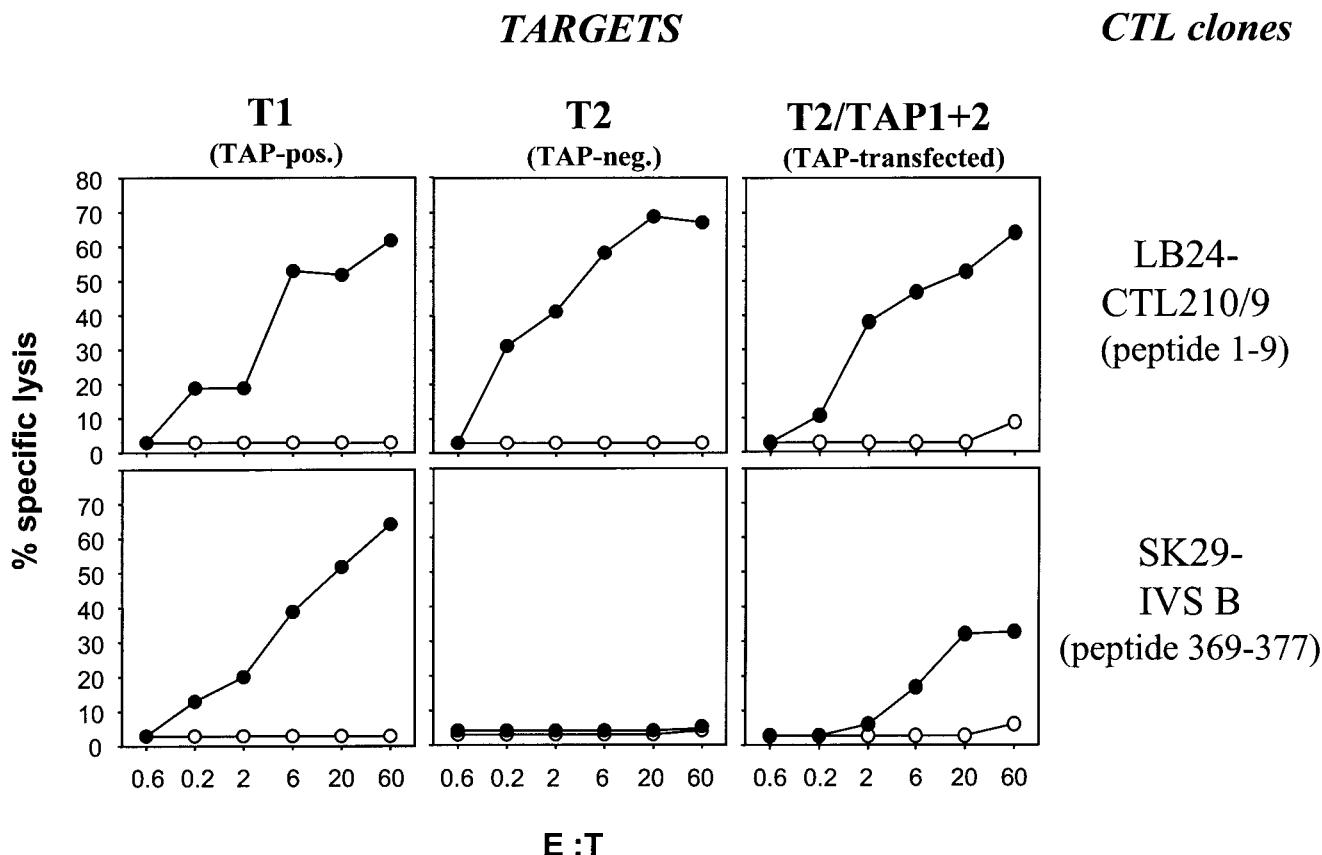 TARGETS
CTL clones
T1
(TAP-pos.)
T2
(TAP-neg.)
T2/TAP1+2
(TAP-transfected)
% specific lysis
80
70
60
50
40
30
20
10
0
LB24-
CTL210/9
(peptide 1-9)
70
60
50
40
30
20
10
0
SK29-
IVS B
(peptide 369-377)
0.6 0.2 2 6 20 60
0.6 0.2 2 6 20 60
0.6 0.2 2 6 20 60
E :T